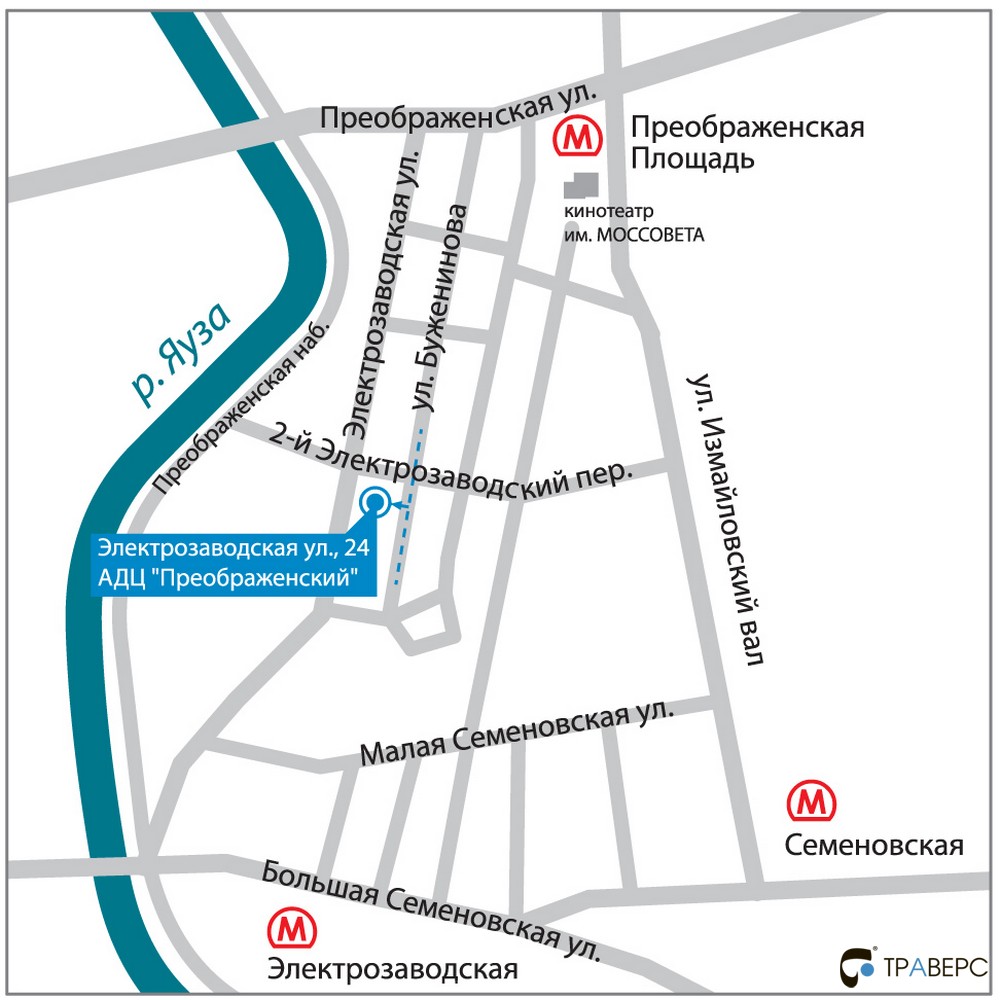 Преображенская ул.
М
Преображенская
Площадь
кинотеатр
им. МОССОВЕТА
Электрозаводская ул.
ул. Буженинова
р. Яуза
Преображенская наб.
2-й Электрозаводский пер.
ул. Измайловский вал
Электрозаводская ул., 24
АДЦ "Преображенский"
Малая Семеновская ул.
М
Семеновская
Большая Семеновская ул.
М
Электрозаводская
ТРАВЕРС